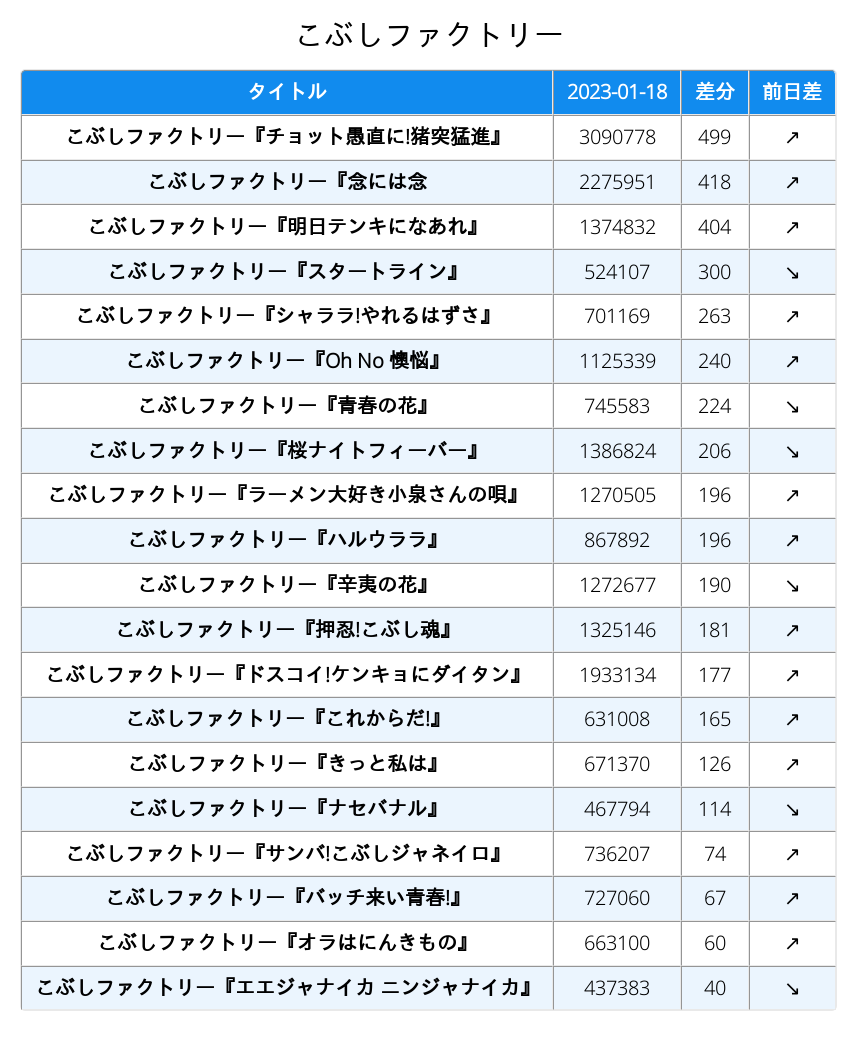 こぶしファクトリー
タイトル 2023-01-18 差分 前日差
こぶしファクトリー『チョット愚直に!猪突猛進』 3090778 499 ↗
こぶしファクトリー『念には念 2275951 418 ↗
こぶしファクトリー『明日テンキになあれ』 1374832 404 ↗
こぶしファクトリー『スタートライン』 524107 300 ↘
こぶしファクトリー『シャララ!やれるはずさ』 701169 263 ↗
こぶしファクトリー『Oh No 懊悩』 1125339 240 ↗
こぶしファクトリー『青春の花』 745583 224 ↘
こぶしファクトリー『桜ナイトフィーバー』 1386824 206 ↘
こぶしファクトリー『ラーメン大好き小泉さんの唄』 1270505 196 ↗
こぶしファクトリー『ハルウララ』 867892 196 ↗
こぶしファクトリー『辛夷の花』 1272677 190 ↘
こぶしファクトリー『押忍!こぶし魂』 1325146 181 ↗
こぶしファクトリー『ドスコイ!ケンキョにダイタン』 1933134 177 ↗
こぶしファクトリー『これからだ!』 631008 165 ↗
こぶしファクトリー『きっと私は』 671370 126 ↗
こぶしファクトリー『ナセバナル』 467794 114 ↘
こぶしファクトリー『サンバ!こぶしジャネイロ』 736207 74 ↗
こぶしファクトリー『バッチ来い青春!』 727060 67 ↗
こぶしファクトリー『オラはにんきもの』 663100 60 ↗
こぶしファクトリー『エエジャナイカ ニンジャナイカ』 437383 40 ↘